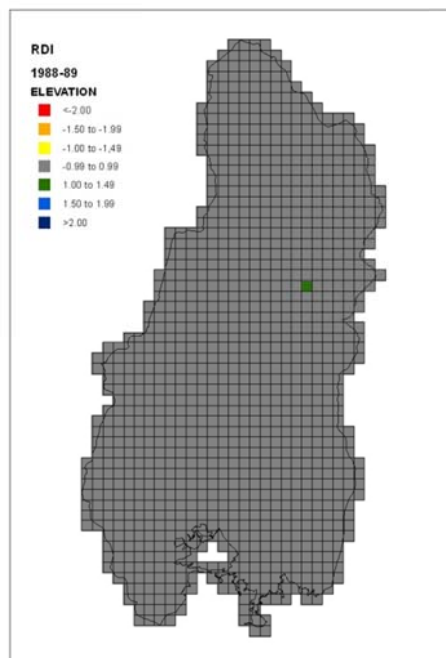 RDI
1988-89
ELEVATION
<-2.00
-1.50 to -1.99
-1.00 to -1,49
-0.99 to 0.99
1.00 to 1.49
1.50 to 1.99
>2.00